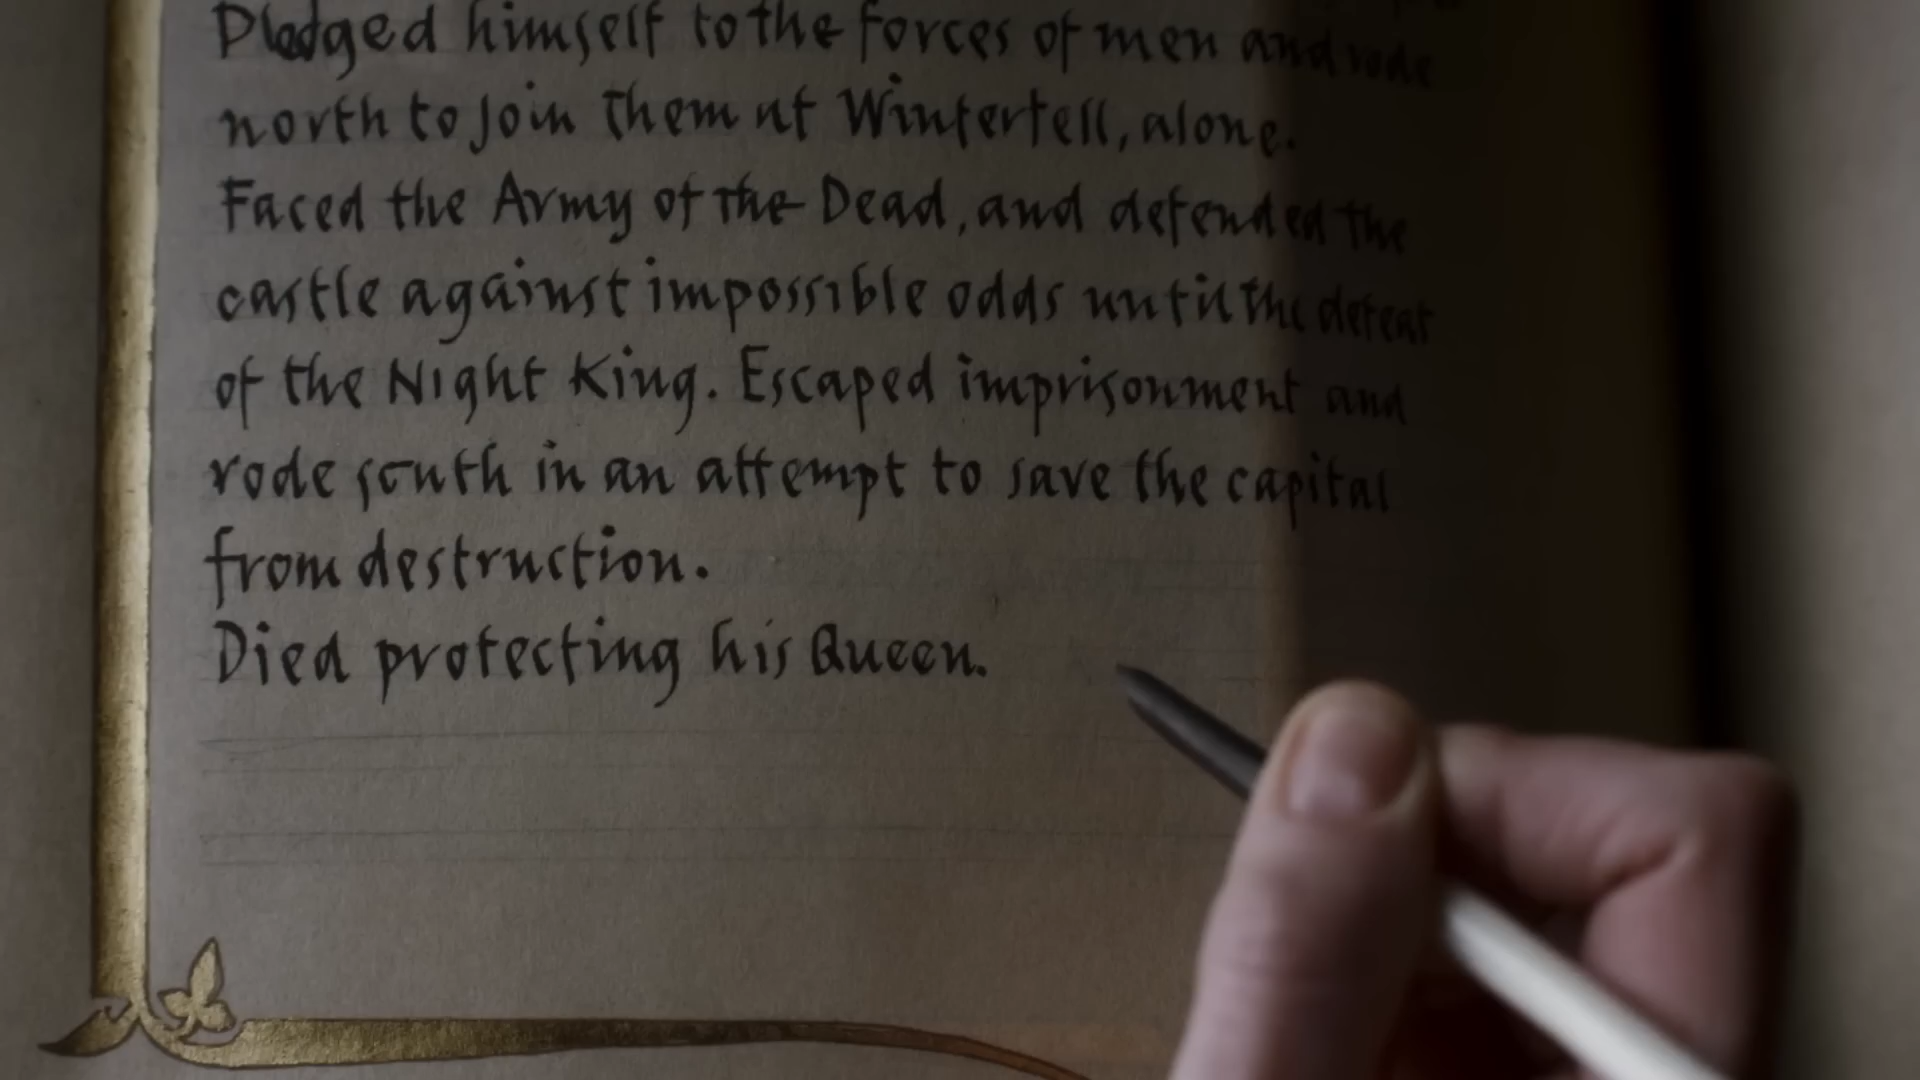 Pledged himself to the forces of men and rode
north to join them at Winterfell, alone.
Faced the Army of the Dead, and defended the
castle against impossible odds until the defeat
of the Night King. Escaped imprisonment and
rode south in an attempt to save the capital
from destruction.
Died protecting his Queen.